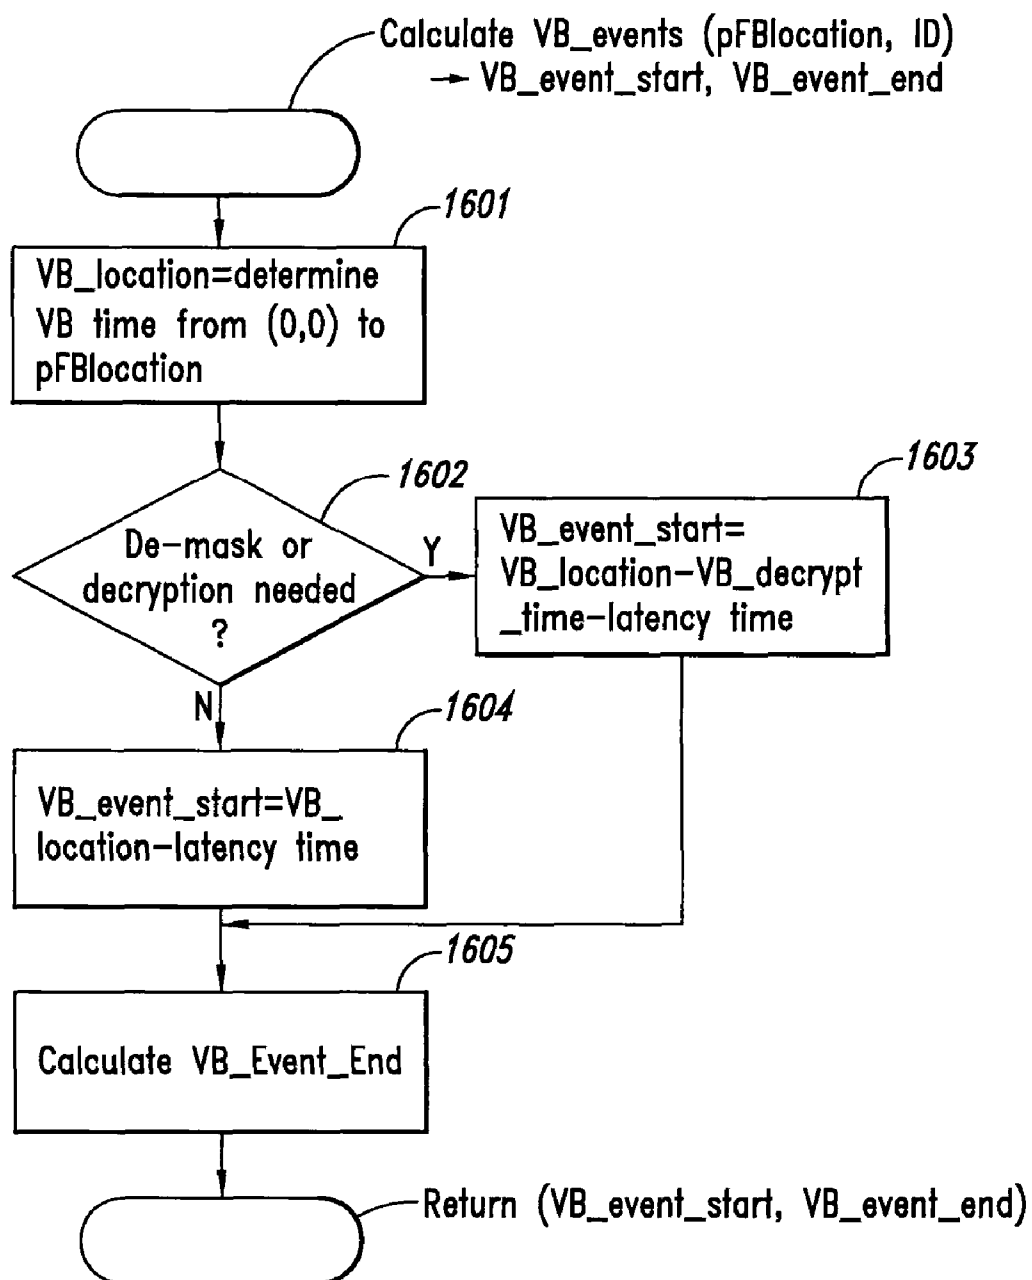 Calculate VB_events (pFBlocation, ID)
→ VB_event_start, VB_event_end
1601
VB_location=determine
VB time from (0,0) to
pFBlocation
1602
De-mask or
decryption needed
?
Y
N
1603
VB_event_start=
VB_location-VB_decrypt
_time-latency time
1604
VB_event_start=VB_
location-latency time
1605
Calculate VB_Event_End
Return (VB_event_start, VB_event_end)